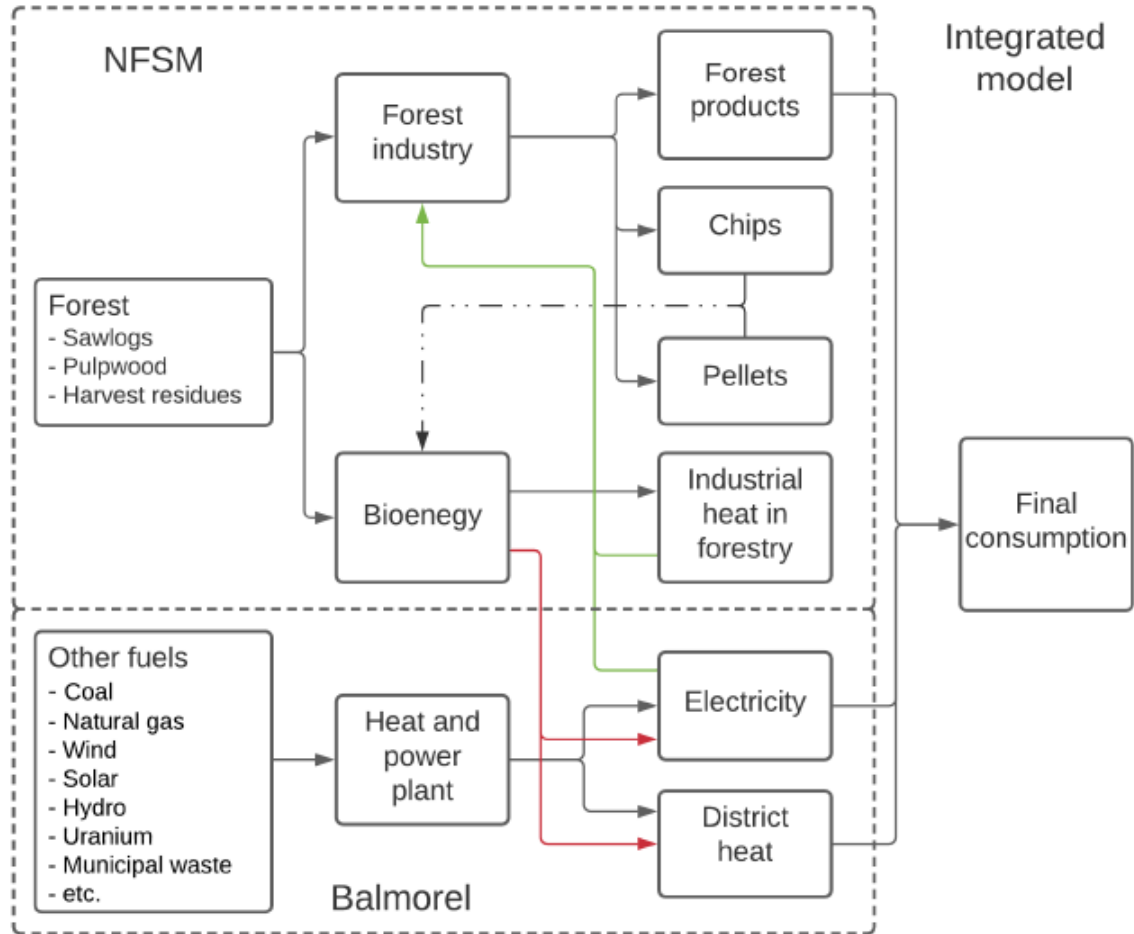 NFSM
Integrated
model
Forest
industry
Forest
products
Chips
Forest
- Sawlogs
- Pulpwood
- Harvest residues
Pellets
Bioenegy
Industrial
heat in
forestry
Final
consumption
Other fuels
- Coal
- Natural gas
- Wind
- Solar
- Hydro
- Uranium
- Municipal waste
- etc.
Heat and
power
plant
Electricity
District
heat
Balmorel